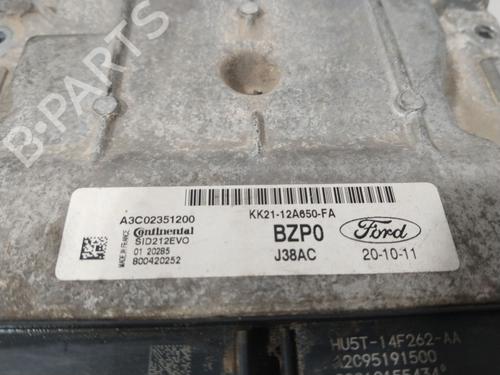 B-PARTS
A3C02351200
KK21-12A650-FA
Continental
SID212EVO
BZP0
Ford
MADE IN FRANCE
01 20285
800420252
J38AC
20-10-11
HU5T-14F262-AA
A2C95191500